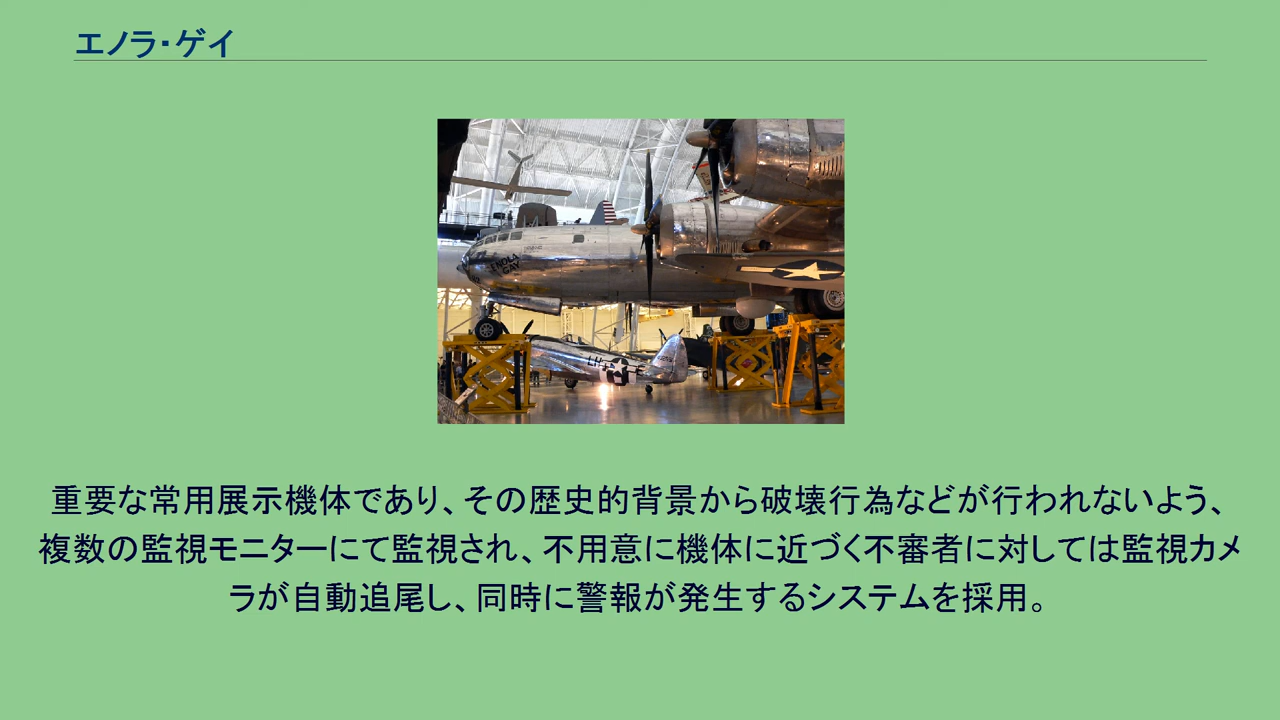 エノラ・ゲイ
ENOLA
GAY
LH
重要な常用展示機体であり、その歴史的背景から破壊行為などが行われないよう、
複数の監視モニターにて監視され、不用意に機体に近づく不審者に対しては監視カメ
ラが自動追尾し、同時に警報が発生するシステムを採用。